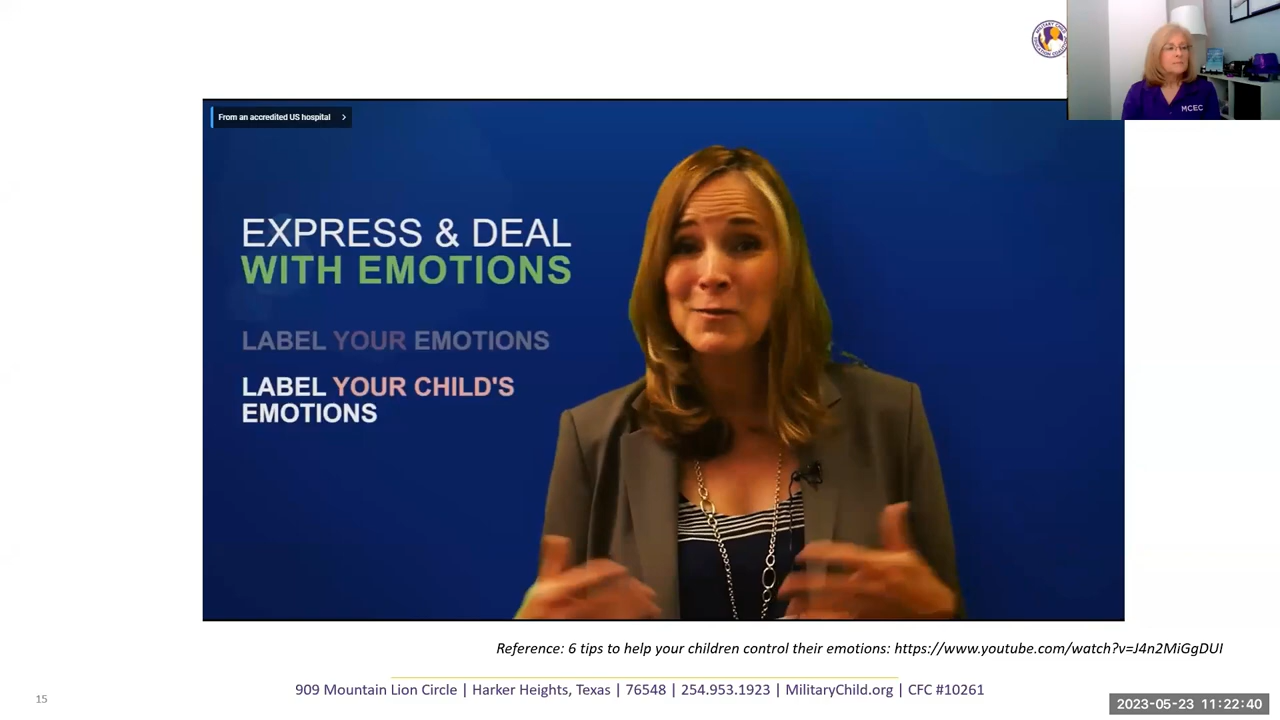 From an accredited US hospital
MCEC
EXPRESS & DEAL
WITH EMOTIONS
LABEL YOUR EMOTIONS
LABEL YOUR CHILD'S
EMOTIONS
Reference: 6 tips to help your children control their emotions: https://www.youtube.com/watch?v=J4n2MiGgDUI
909 Mountain Lion Circle | Harker Heights, Texas | 76548 | 254.953.1923 | MilitaryChild.org | CFC #10261
15
2023-05-23 11:22:40